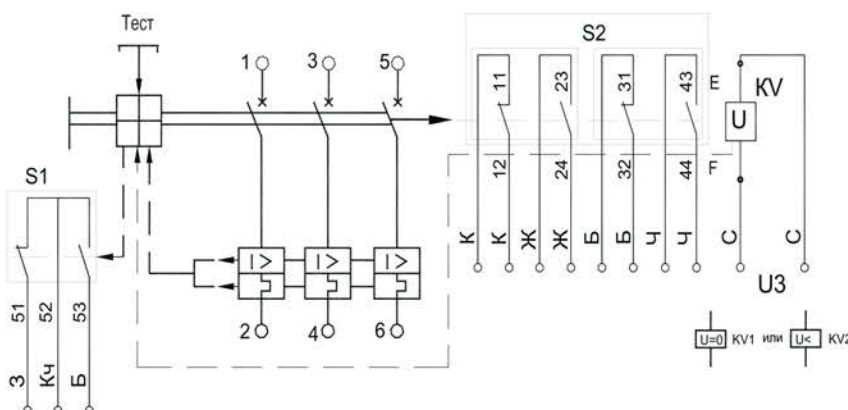 Тест
S2
1 3 5
11 23 31 43
E KV
U
S1
12 24 32 44
F
I> I> I>
К К Ж Ж Б Б Ч Ч С С
51 52 53
2 4 6
U3
U=0 KV1 или U< KV2
З Кч Б